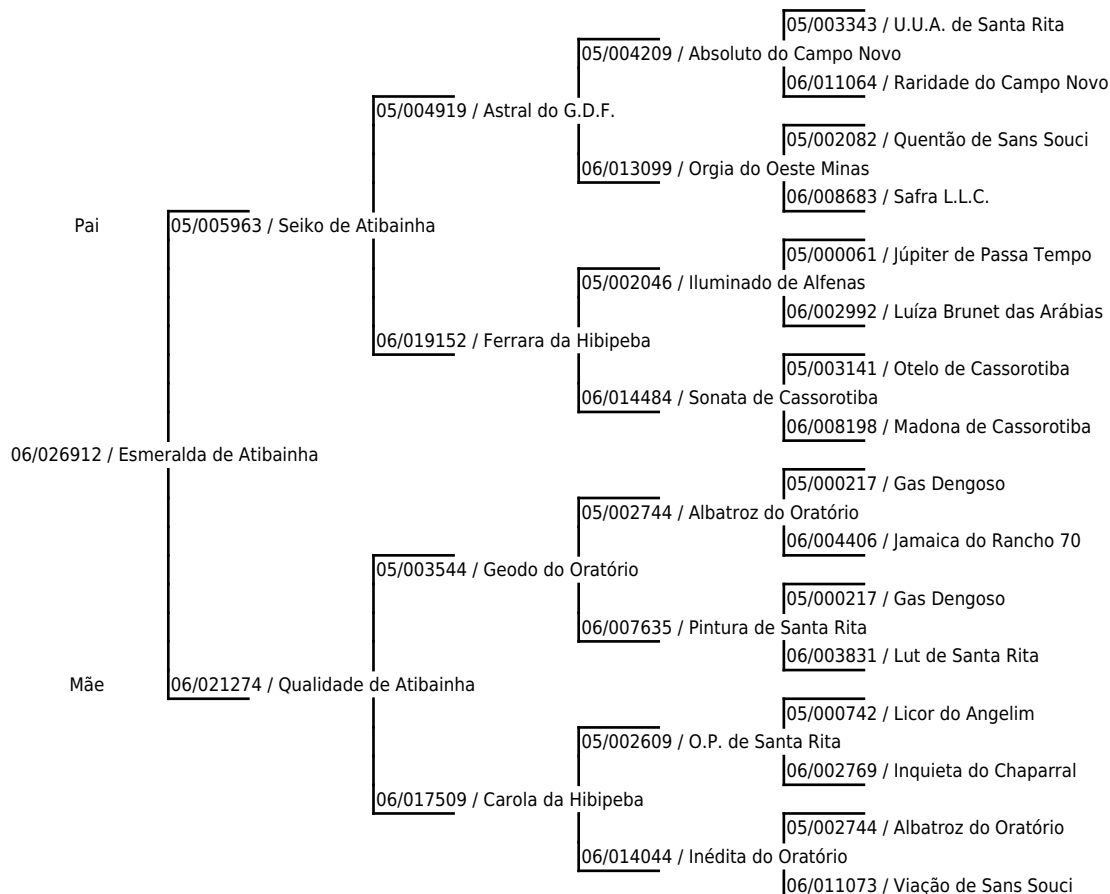 05/003343 / U.U.A. de Santa Rita
05/004209 / Absoluto do Campo Novo
06/011064 / Raridade do Campo Novo
05/004919 / Astral do G.D.F.
05/002082 / Quentão de Sans Souci
06/013099 / Orgia do Oeste Minas
06/008683 / Safra L.L.C.
Pai
05/005963 / Seiko de Atibainha
05/000061 / Júpiter de Passa Tempo
05/002046 / Iluminado de Alfenas
06/002992 / Luíza Brunet das Arábias
06/019152 / Ferrara da Hibipeba
05/003141 / Otelo de Cassorotiba
06/014484 / Sonata de Cassorotiba
06/008198 / Madona de Cassorotiba
06/026912 / Esmeralda de Atibainha
05/000217 / Gas Dengoso
05/002744 / Albatroz do Oratório
06/004406 / Jamaica do Rancho 70
05/003544 / Geodo do Oratório
05/000217 / Gas Dengoso
06/007635 / Pintura de Santa Rita
06/003831 / Lut de Santa Rita
Mãe
06/021274 / Qualidade de Atibainha
05/000742 / Licor do Angelim
05/002609 / O.P. de Santa Rita
06/002769 / Inquieta do Chaparral
06/017509 / Carola da Hibipeba
05/002744 / Albatroz do Oratório
06/014044 / Inédita do Oratório
06/011073 / Viação de Sans Souci